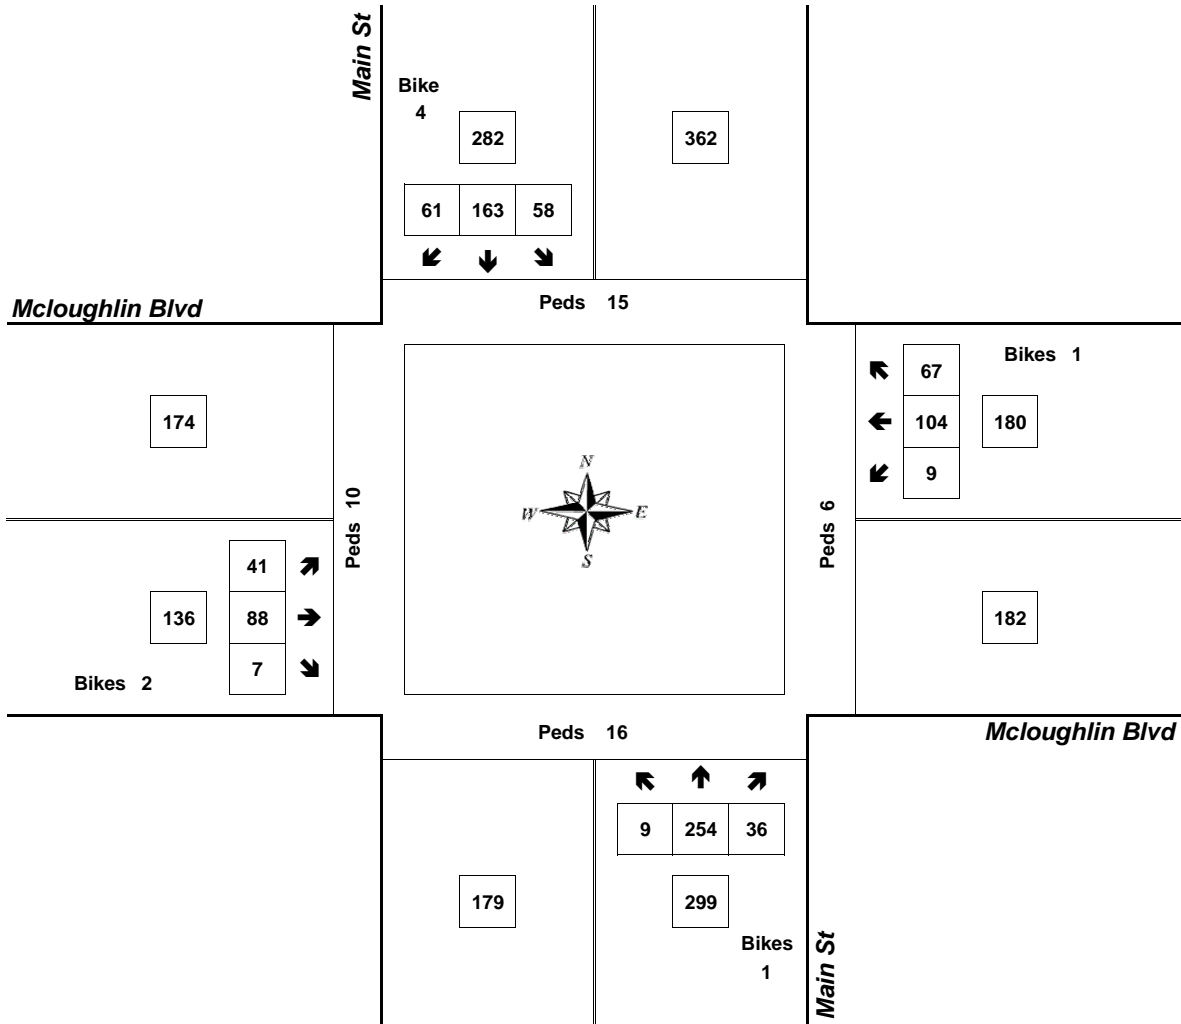 Main St
Bike
4
282
362
61 163 58
Mcloughlin Blvd
Peds 15
Bikes 1
67
174
104 180
9
N
W E
S
Peds 10
Peds 6
41
136 88
182
7
Bikes 2
Peds 16
Mcloughlin Blvd
9 254 36
179
299
Bikes
1
Main St